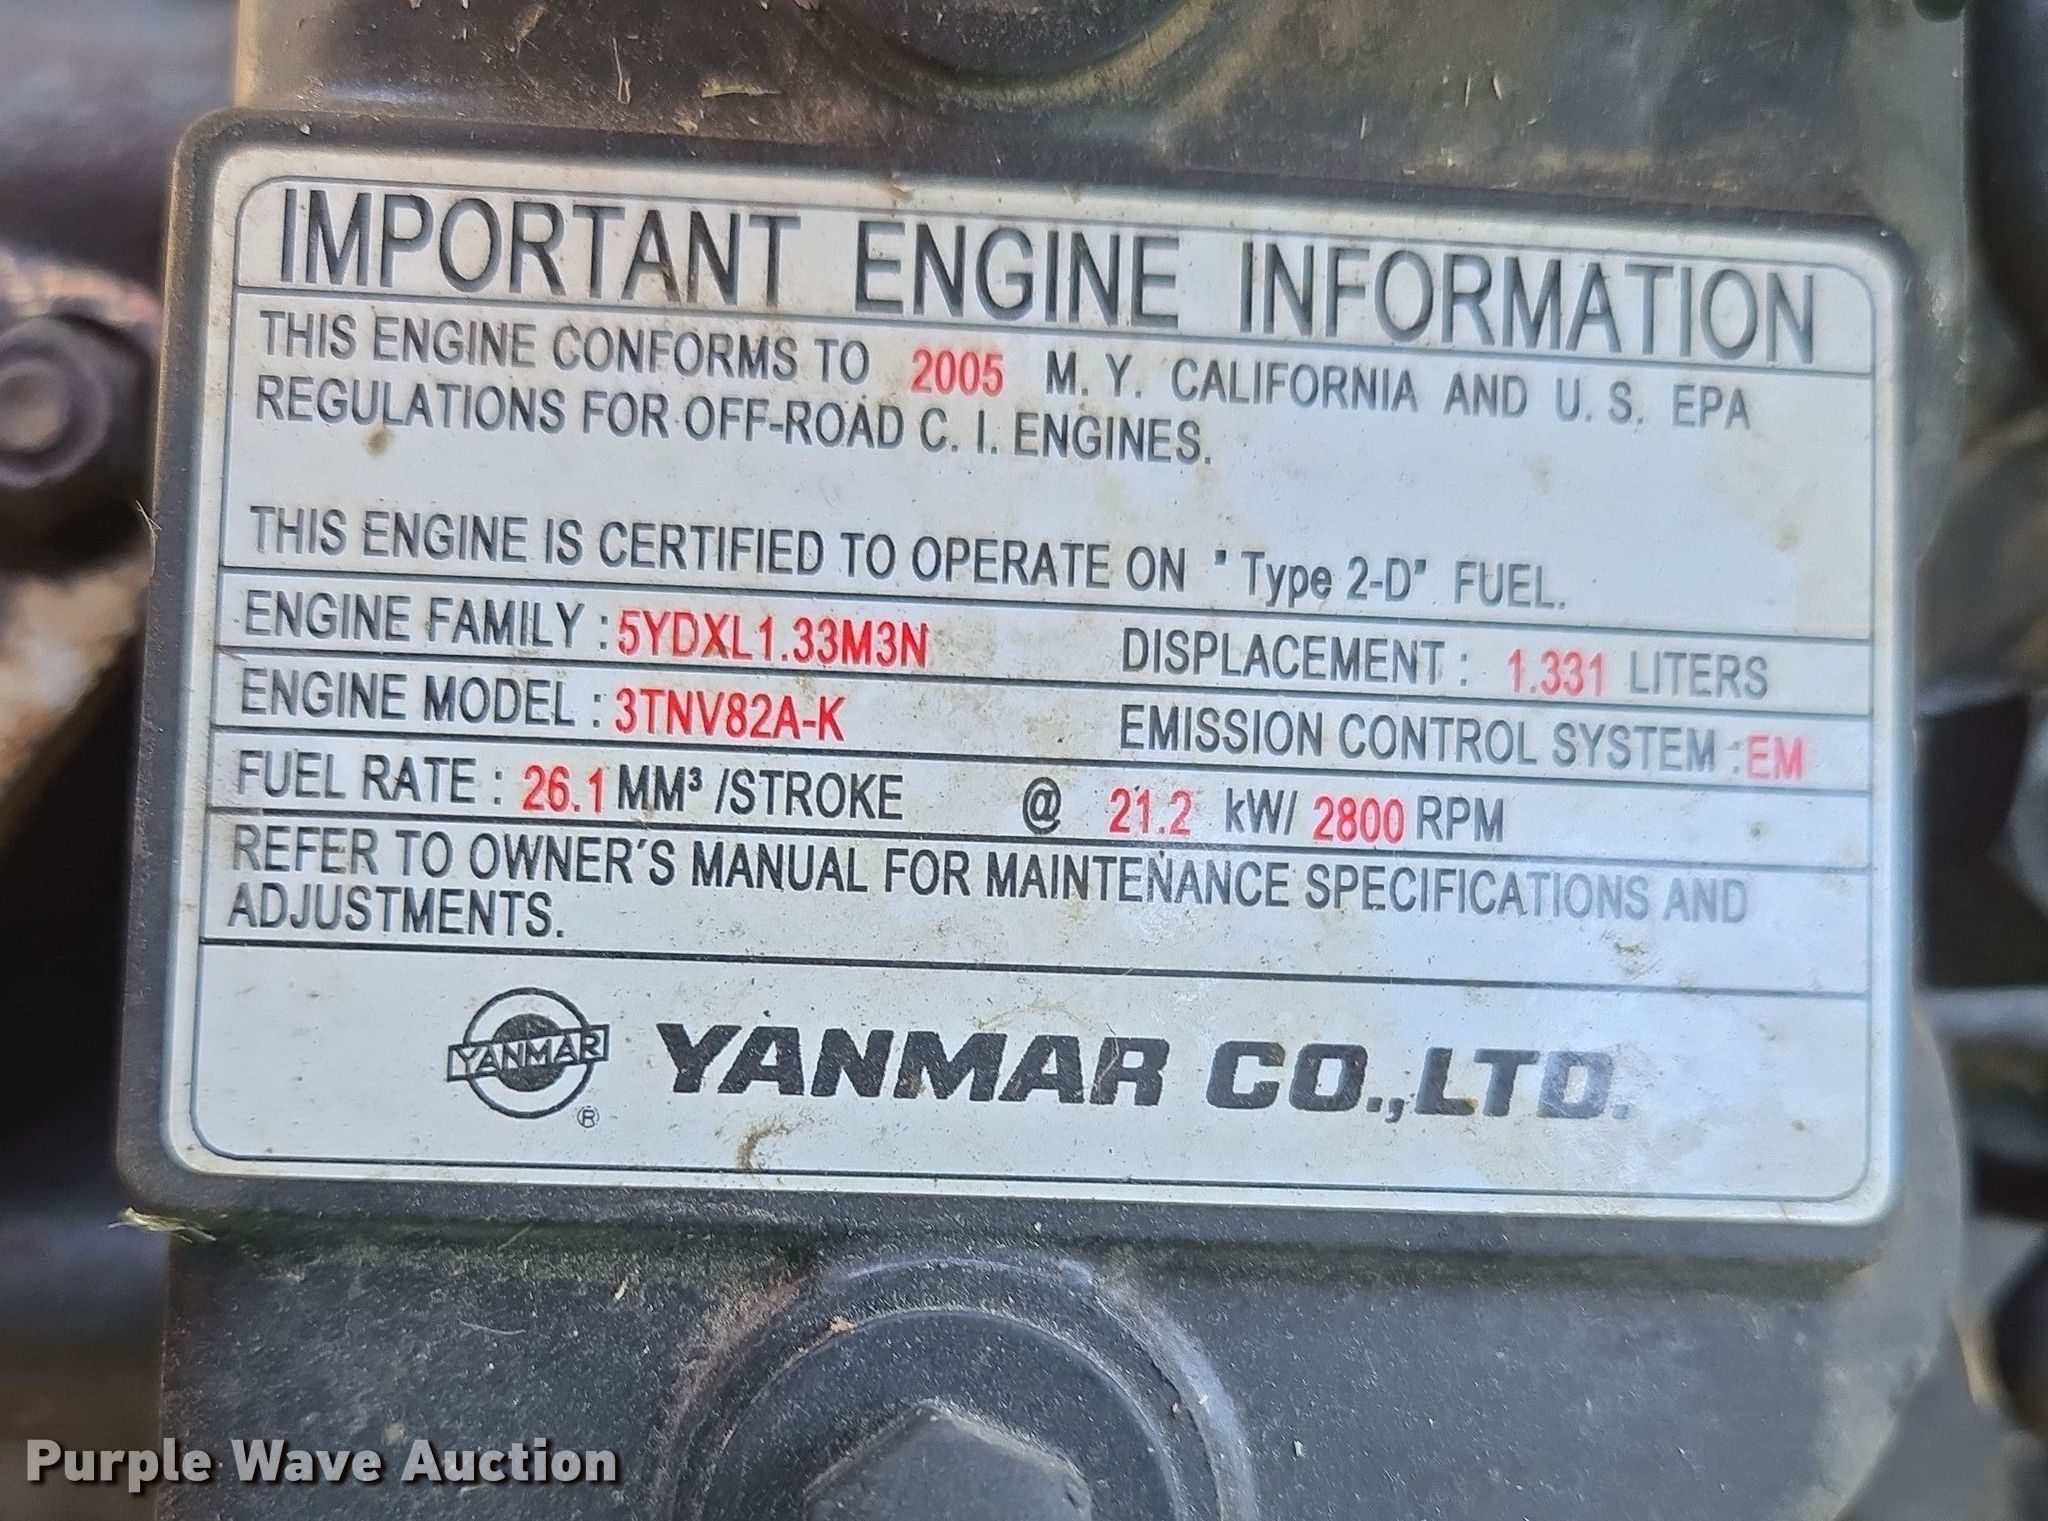 IMPORTANT ENGINE INFORMATION
THIS ENGINE CONFORMS TO 2005 M. Y. CALIFORNIA AND U. S. EPA
REGULATIONS FOR OFF-ROAD C. I. ENGINES.
THIS ENGINE IS CERTIFIED TO OPERATE ON "Type 2-D" FUEL.
ENGINE FAMILY : 5YDXL1.33M3N DISPLACEMENT : 1.331 LITERS
ENGINE MODEL : 3TNV82A-K EMISSION CONTROL SYSTEM : EM
FUEL RATE : 26.1 MM³ /STROKE @ 21.2 kW/ 2800 RPM
REFER TO OWNER'S MANUAL FOR MAINTENANCE SPECIFICATIONS AND
ADJUSTMENTS.
YANMAR ® YANMAR CO.,LTD.
Purple Wave Auction